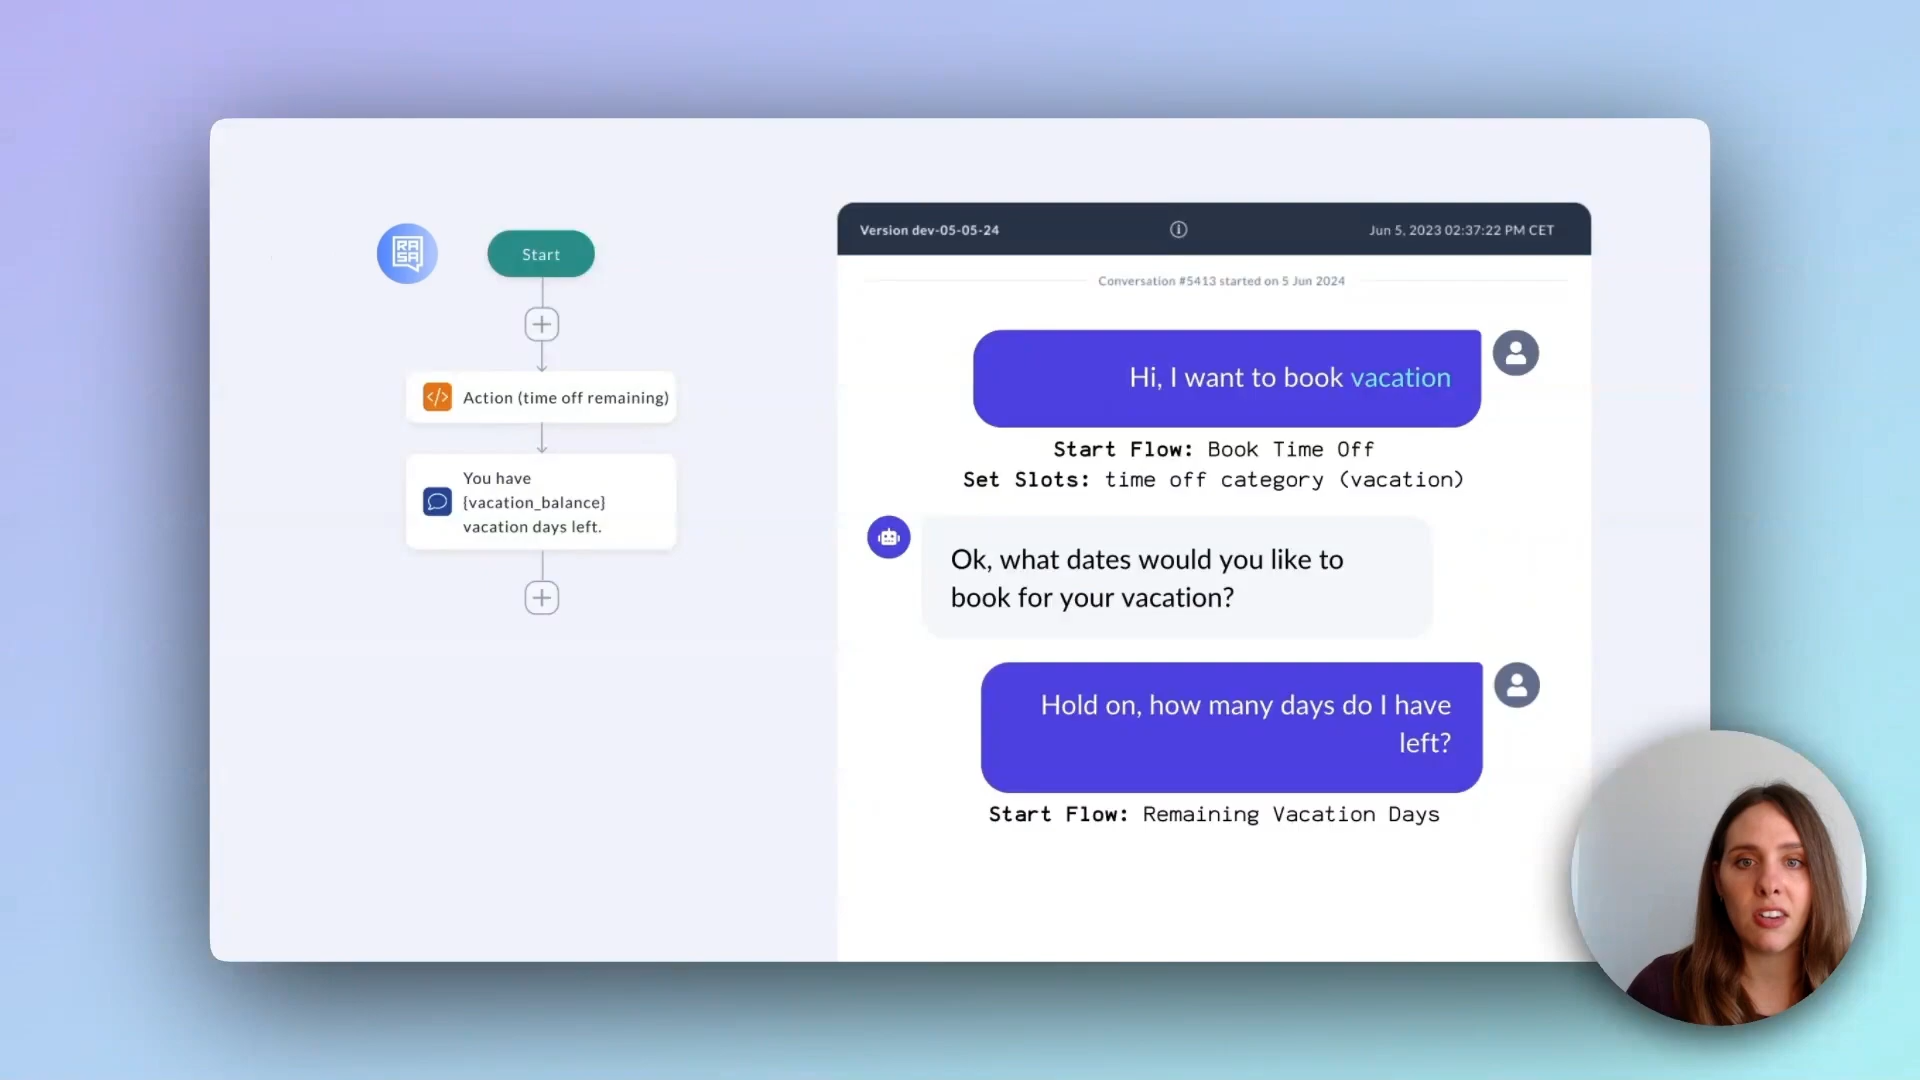 RASA
Start
Action (time off remaining)
You have
{vacation_balance}
vacation days left.
Version dev-05-05-24
Jun 5, 2023 02:37:22 PM CET
Conversation #5413 started on 5 Jun 2024
Hi, I want to book vacation
Start Flow: Book Time Off
Set Slots: time off category (vacation)
Ok, what dates would you like to
book for your vacation?
Hold on, how many days do I have
left?
Start Flow: Remaining Vacation Days